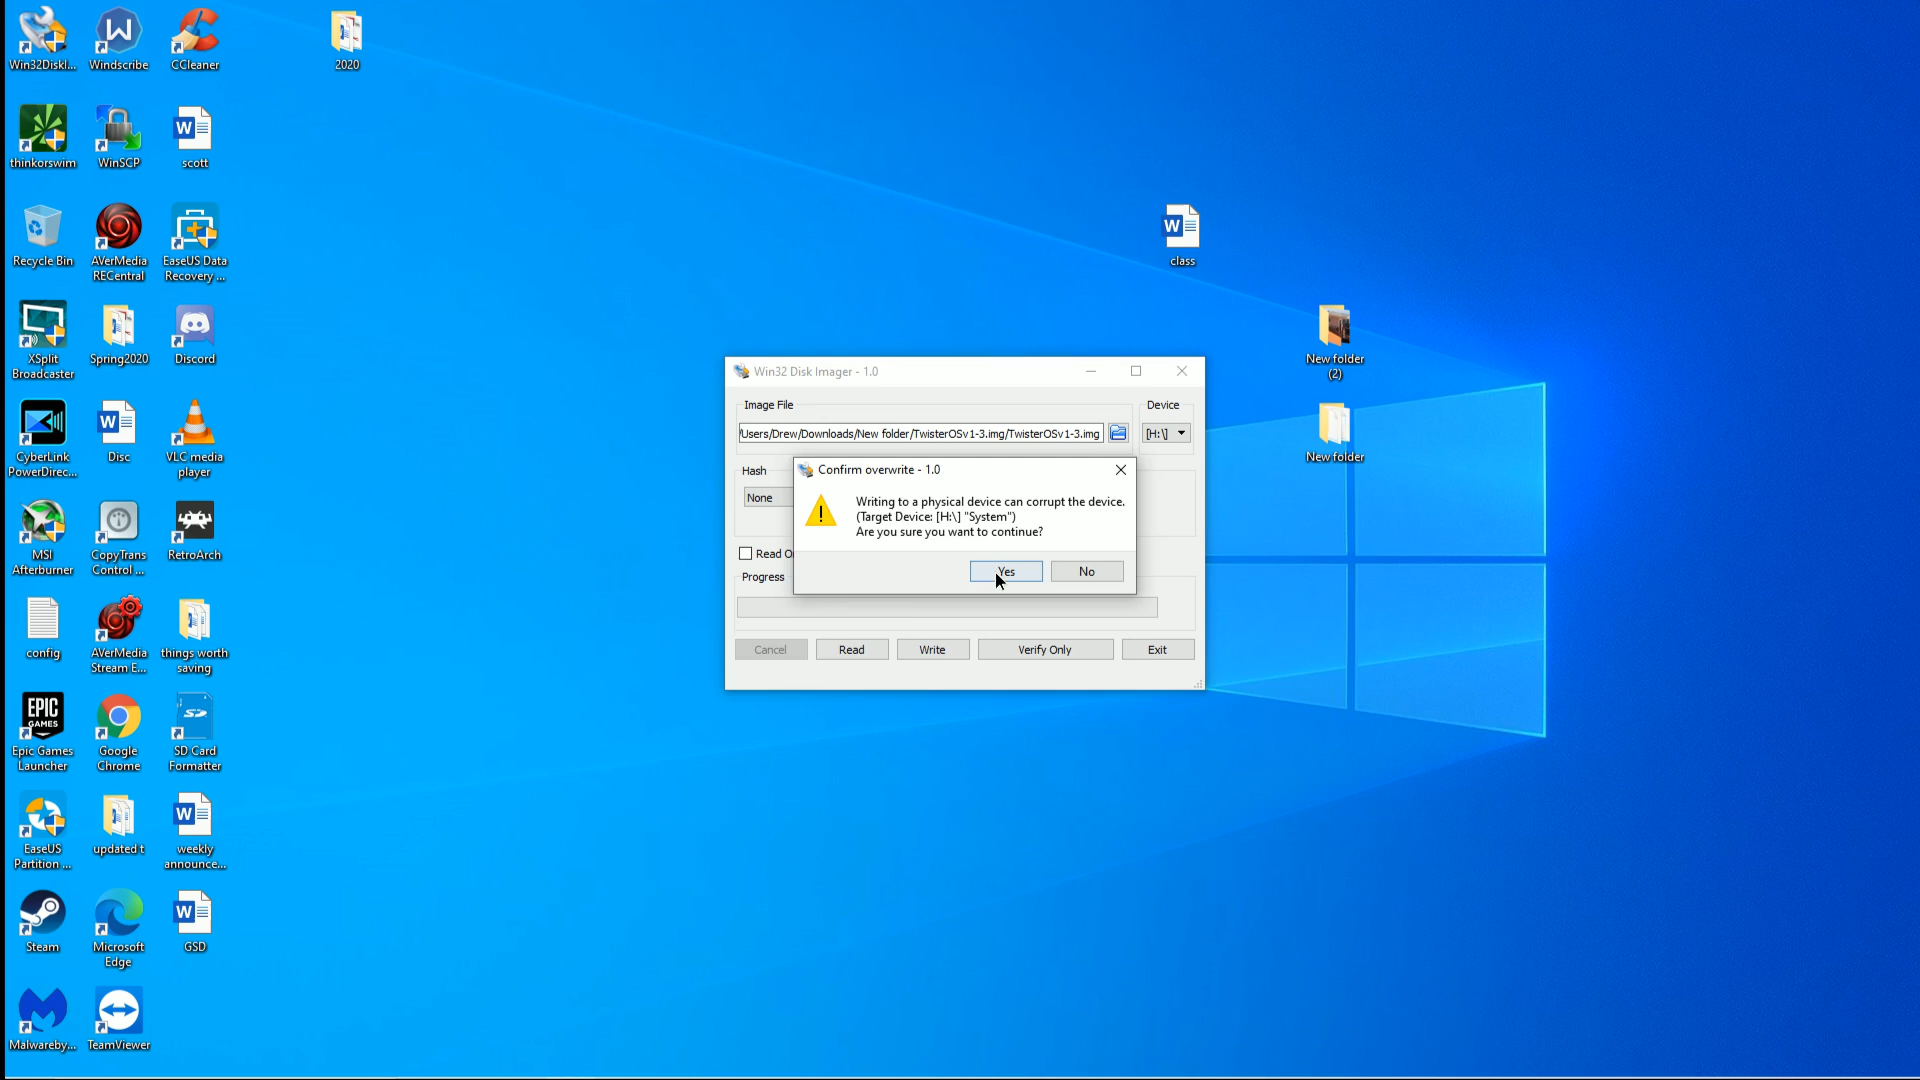 Win32DiskI...
Windscribe
CCleaner
2020
thinkorswim
WinSCP
scott
Recycle Bin
AVerMedia
RECentral
EaseUS Data
Recovery ...
XSplit
Broadcaster
Spring2020
Discord
CyberLink
PowerDirec...
Disc
VLC media
player
MSI
Afterburner
CopyTrans
Control ...
RetroArch
config
AVerMedia
Stream E...
things worth
saving
EPIC
GAMES
Epic Games
Launcher
Google
Chrome
SD Card
Formatter
EaseUS
Partition ...
updated t
weekly
announce...
Steam
Microsoft
Edge
GSD
Malwareby...
TeamViewer
class
New folder
(2)
New folder
Win32 Disk Imager - 1.0
Image File
Device
/Users/Drew/Downloads/New folder/TwisterOSv1-3.img/TwisterOSv1-3.img
[H:\]
Hash
None
Confirm overwrite - 1.0
Writing to a physical device can corrupt the device.
(Target Device: [H:\] "System")
Are you sure you want to continue?
Yes
No
Read O
Progress
Cancel
Read
Write
Verify Only
Exit